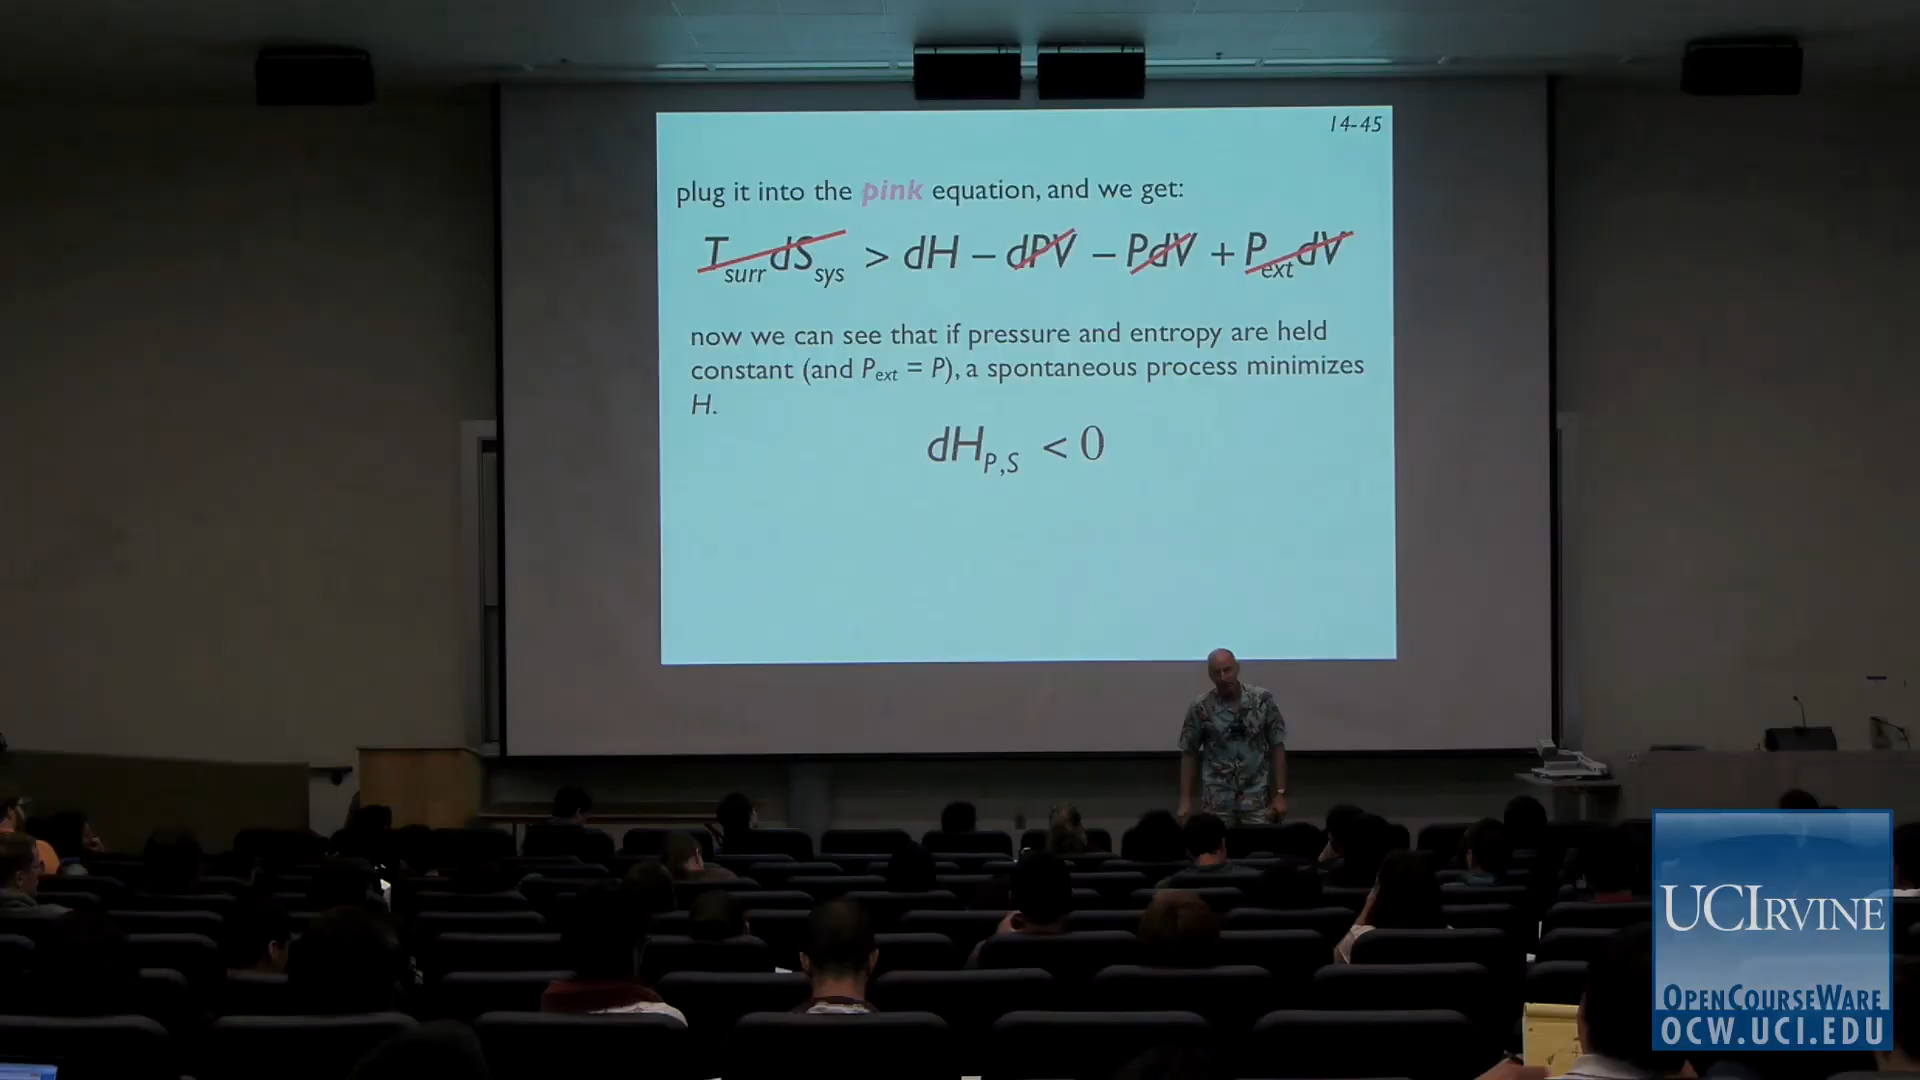 14-45
plug it into the pink equation, and we get:
T_surr dS_sys > dH – dPV – PdV + P_ext dV
now we can see that if pressure and entropy are held
constant (and P_ext = P), a spontaneous process minimizes
H.
dH_P,S < 0
UCIRVINE
OPENCOURSEWARE
OCW.UCI.EDU